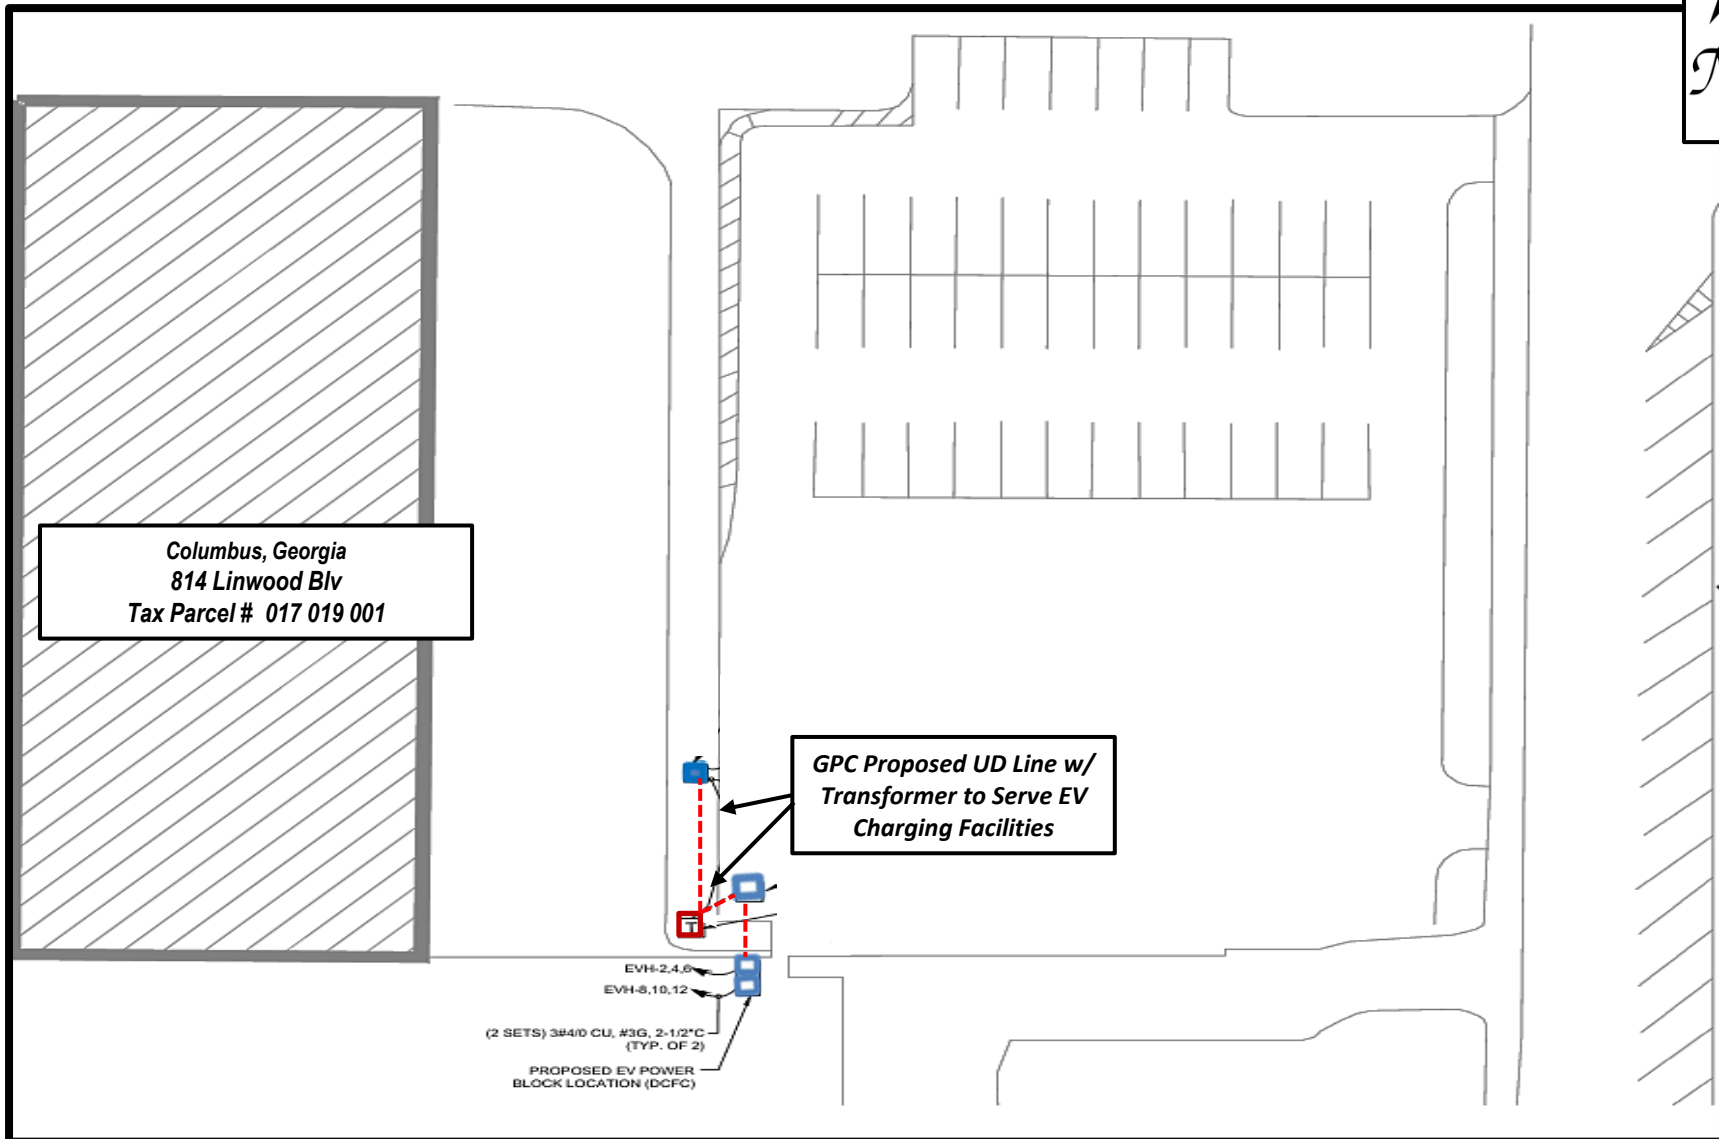 Columbus, Georgia
814 Linwood Blv
Tax Parcel # 017 019 001
GPC Proposed UD Line w/
Transformer to Serve EV
Charging Facilities
T
EVH-2,4,6
EVH-8,10,12
(2 SETS) 3#4/0 CU, #3G, 2-1/2"C
(TYP. OF 2)
PROPOSED EV POWER
BLOCK LOCATION (DCFC)